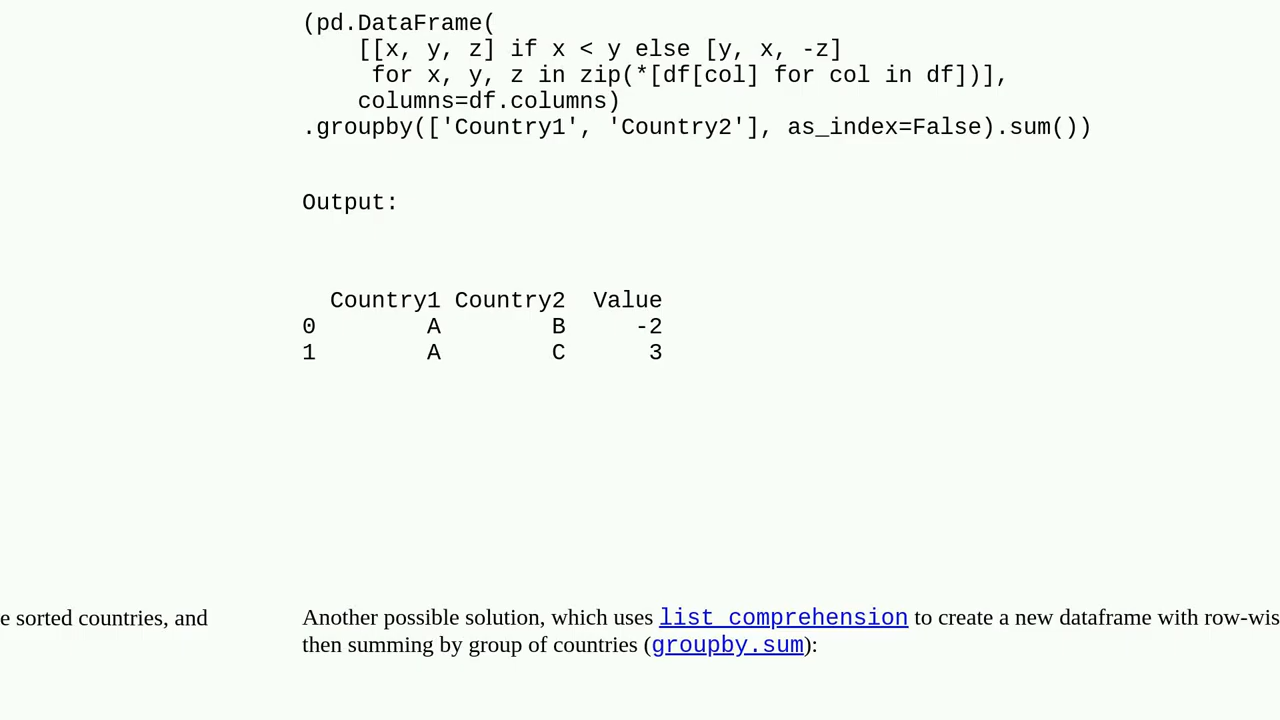 (pd.DataFrame(
    [[x, y, z] if x < y else [y, x, -z]
     for x, y, z in zip(*[df[col] for col in df])],
    columns=df.columns)
.groupby(['Country1', 'Country2'], as_index=False).sum())
Output:
  Country1 Country2  Value
0        A        B     -2
1        A        C      3
e sorted countries, and
Another possible solution, which uses list comprehension to create a new dataframe with row-wis
then summing by group of countries (groupby.sum):